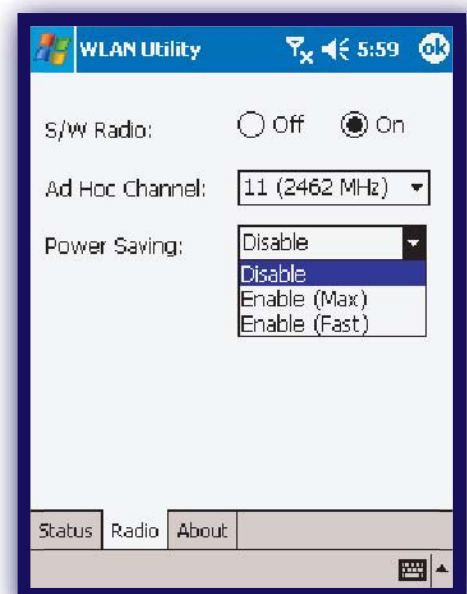 WLAN Utility 5:59 ok
S/W Radio: Off On
Ad Hoc Channel: 11 (2462 MHz)
Power Saving: Disable
Disable
Enable (Max)
Enable (Fast)
Status Radio About